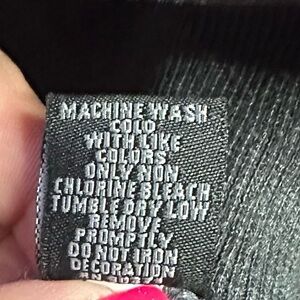 MACHINE WASH
COLD
WITH LIKE
COLORS
ONLY NON
CHLORINE BLEACH
TUMBLE DRY LOW
REMOVE
PROMPTLY
DO NOT IRON
DECORATION